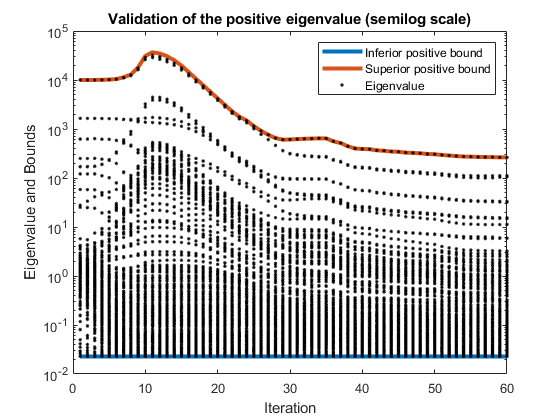 Validation of the positive eigenvalue (semilog scale)
Inferior positive bound
Superior positive bound
Eigenvalue
Eigenvalue and Bounds
10^5
10^4
10^3
10^2
10^1
10^0
10^-1
10^-2
0 10 20 30 40 50 60
Iteration